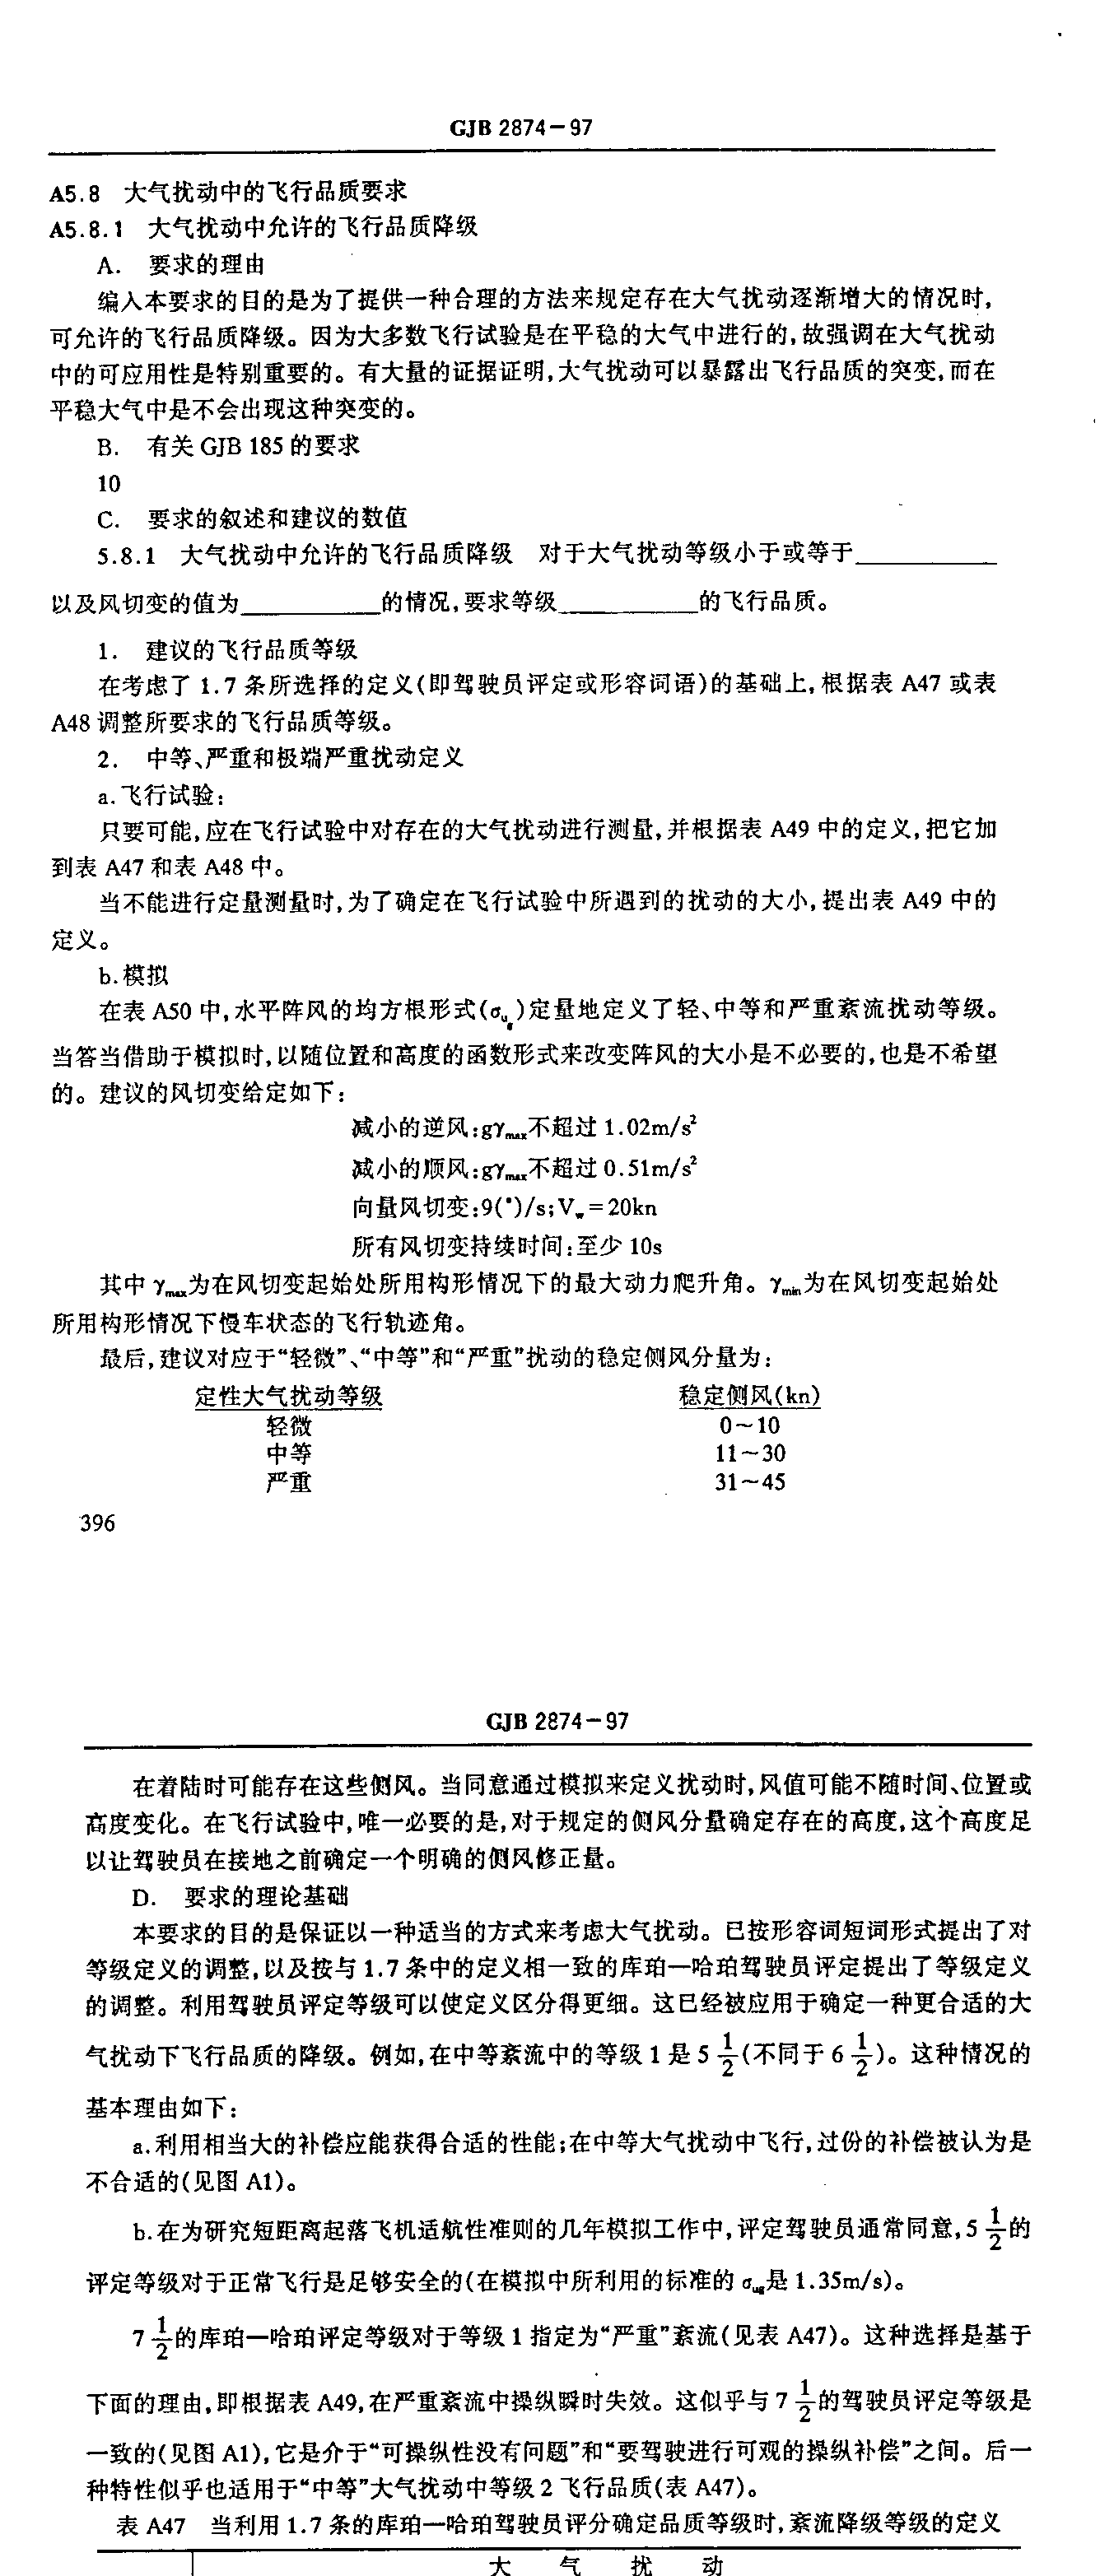 GJB 2874－97
A5.8 大气扰动中的飞行品质要求
A5.8.1 大气扰动中允许的飞行品质降级
A. 要求的理由
编入本要求的目的是为了提供一种合理的方法来规定存在大气扰动逐渐增大的情况时,
可允许的飞行品质降级。因为大多数飞行试验是在平稳的大气中进行的,故强调在大气扰动
中的可应用性是特别重要的。有大量的证据证明,大气扰动可以暴露出飞行品质的突变,而在
平稳大气中是不会出现这种突变的。
B. 有关 GJB 185 的要求
10
C. 要求的叙述和建议的数值
5.8.1 大气扰动中允许的飞行品质降级 对于大气扰动等级小于或等于____________
以及风切变的值为____________的情况,要求等级____________的飞行品质。
1. 建议的飞行品质等级
在考虑了 1.7 条所选择的定义(即驾驶员评定或形容词语)的基础上,根据表 A47 或表
A48 调整所要求的飞行品质等级。
2. 中等、严重和极端严重扰动定义
a.飞行试验:
只要可能,应在飞行试验中对存在的大气扰动进行测量,并根据表 A49 中的定义,把它加
到表 A47 和表 A48 中。
当不能进行定量测量时,为了确定在飞行试验中所遇到的扰动的大小,提出表 A49 中的
定义。
b.模拟
在表 A50 中,水平阵风的均方根形式(σ_{u_g})定量地定义了轻、中等和严重紊流扰动等级。
当答当借助于模拟时,以随位置和高度的函数形式来改变阵风的大小是不必要的,也是不希望
的。建议的风切变给定如下:
减小的逆风:gγ_{max}不超过 1.02m/s²
减小的顺风:gγ_{max}不超过 0.51m/s²
向量风切变:9(°)/s;V_w=20kn
所有风切变持续时间:至少 10s
其中 γ_{max}为在风切变起始处所用构形情况下的最大动力爬升角。γ_{min}为在风切变起始处
所用构形情况下慢车状态的飞行轨迹角。
最后,建议对应于“轻微”、“中等”和“严重”扰动的稳定侧风分量为:
定性大气扰动等级 稳定侧风(kn)
轻微 0～10
中等 11～30
严重 31～45
396
GJB 2874－97
在着陆时可能存在这些侧风。当同意通过模拟来定义扰动时,风值可能不随时间、位置或
高度变化。在飞行试验中,唯一必要的是,对于规定的侧风分量确定存在的高度,这个高度足
以让驾驶员在接地之前确定一个明确的侧风修正量。
D. 要求的理论基础
本要求的目的是保证以一种适当的方式来考虑大气扰动。已按形容词短词形式提出了对
等级定义的调整,以及按与 1.7 条中的定义相一致的库珀—哈珀驾驶员评定提出了等级定义
的调整。利用驾驶员评定等级可以使定义区分得更细。这已经被应用于确定一种更合适的大
气扰动下飞行品质的降级。例如,在中等紊流中的等级 1 是 5 1/2(不同于 6 1/2)。这种情况的
基本理由如下:
a.利用相当大的补偿应能获得合适的性能;在中等大气扰动中飞行,过份的补偿被认为是
不合适的(见图 A1)。
b.在为研究短距离起落飞机适航性准则的几年模拟工作中,评定驾驶员通常同意,5 1/2的
评定等级对于正常飞行是足够安全的(在模拟中所利用的标准的 σ_{ug}是 1.35m/s)。
7 1/2的库珀—哈珀评定等级对于等级 1 指定为“严重”紊流(见表 A47)。这种选择是基于
下面的理由,即根据表 A49,在严重紊流中操纵瞬时失效。这似乎与 7 1/2的驾驶员评定等级是
一致的(见图 A1),它是介于“可操纵性没有问题”和“要驾驶进行可观的操纵补偿”之间。后一
种特性似乎也适用于“中等”大气扰动中等级 2 飞行品质(表 A47)。
表 A47 当利用 1.7 条的库珀—哈珀驾驶员评分确定品质等级时,紊流降级等级的定义
大 气 扰 动